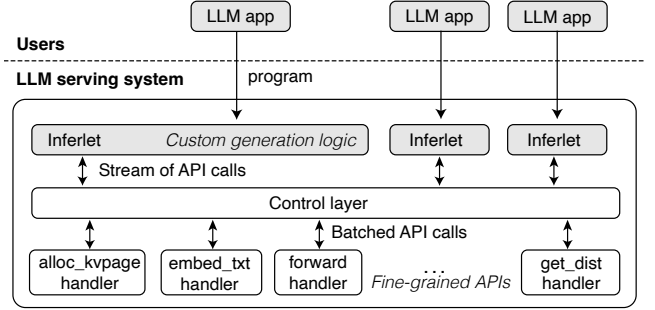 LLM app
LLM app
LLM app
Users
LLM serving system
program
Inferlet
Custom generation logic
Inferlet
Inferlet
Stream of API calls
Control layer
Batched API calls
alloc_kvpage
handler
embed_txt
handler
forward
handler
...
Fine-grained APIs
get_dist
handler